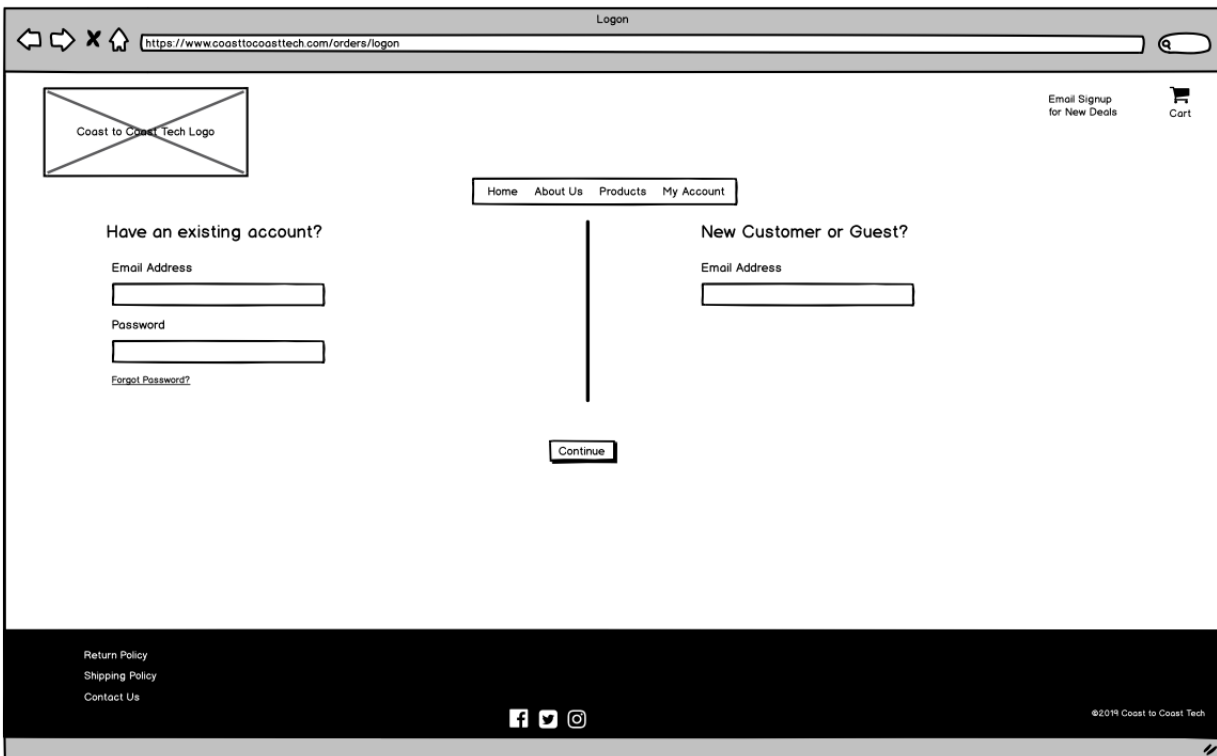 Logon
https://www.coasttocoasttech.com/orders/logon
Coast to Coast Tech Logo
Email Signup
for New Deals
Cart
Home About Us Products My Account
Have an existing account?
Email Address
Password
Forgot Password?
New Customer or Guest?
Email Address
Continue
Return Policy
Shipping Policy
Contact Us
©2019 Coast to Coast Tech